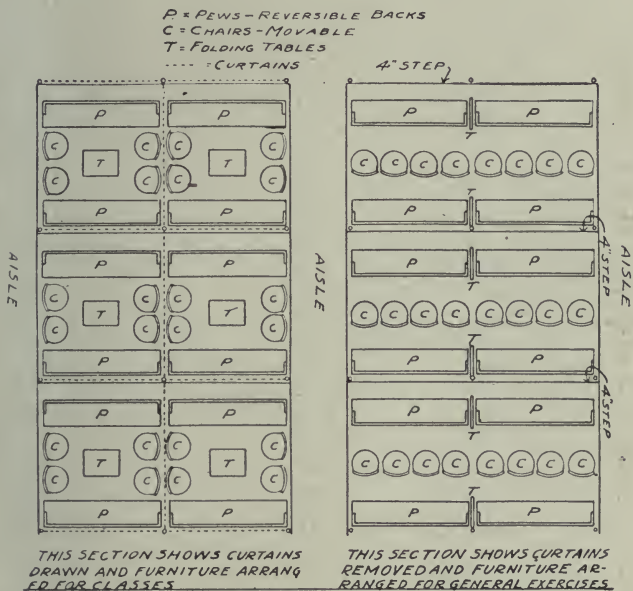 P = PEWS - REVERSIBLE BACKS
C = CHAIRS - MOVABLE
T = FOLDING TABLES
---- = CURTAINS
4" STEP
P P P P
T
C C C C C C C C C C C C C C C C
T T
T
P P P P
4" STEP
P P P P
T
AISLE AISLE AISLE
C C C C C C C C C C C C C C C C
T T
T
P P P P
4" STEP
P P P P
T
C C C C C C C C C C C C C C C C
T T
T
P P P P
THIS SECTION SHOWS CURTAINS
DRAWN AND FURNITURE ARRANG
ED FOR CLASSES
THIS SECTION SHOWS CURTAINS
REMOVED AND FURNITURE AR-
RANGED FOR GENERAL EXERCISES